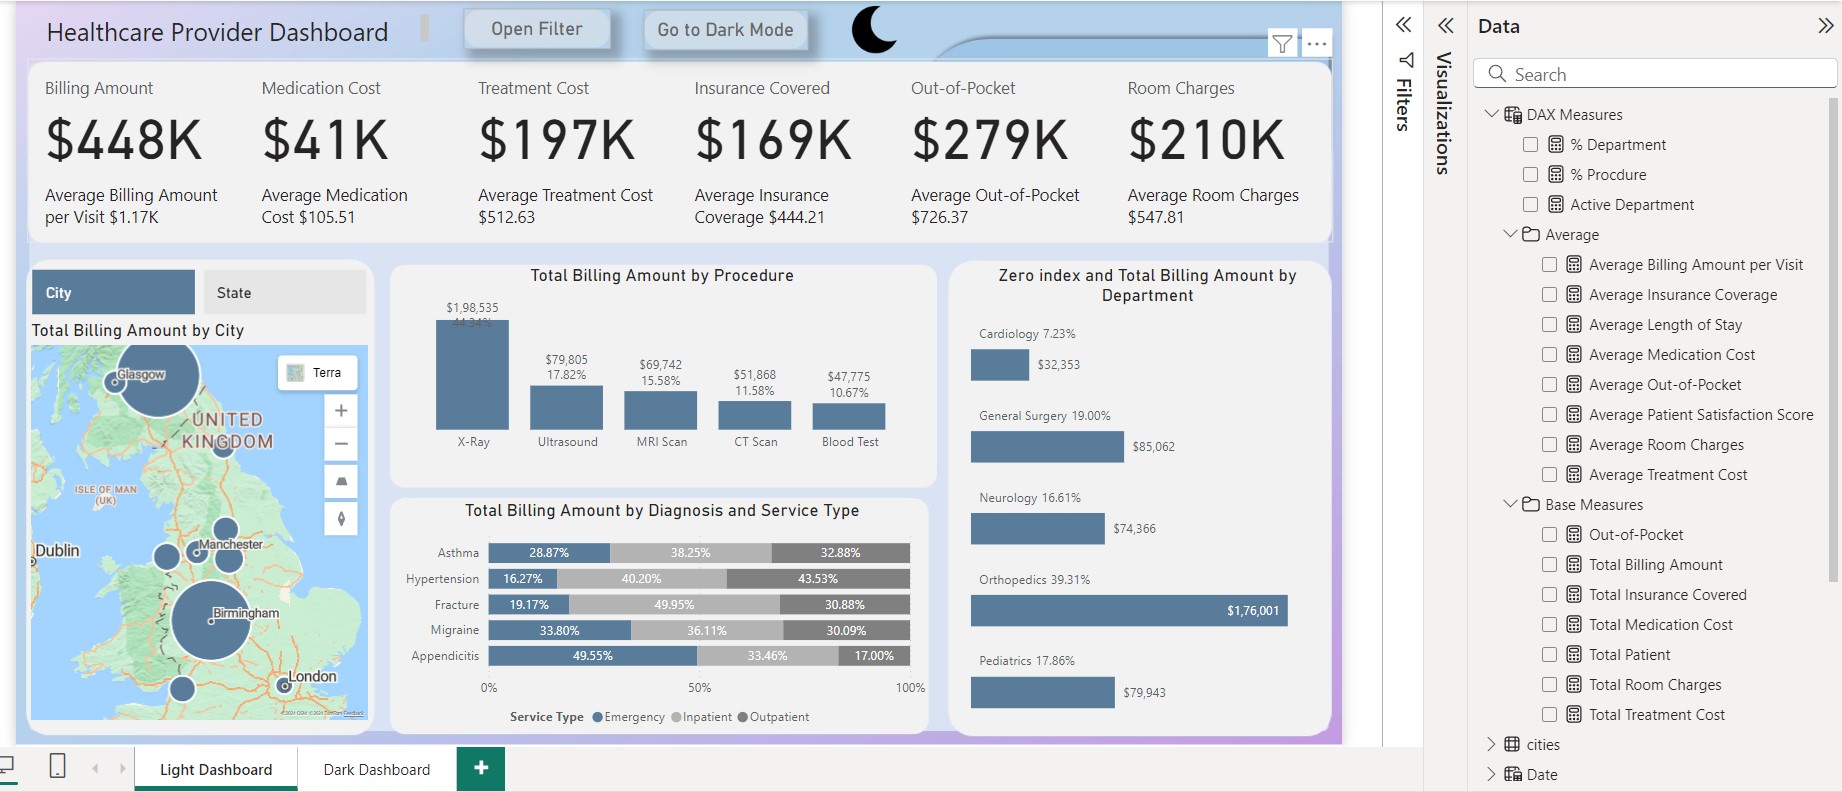 Healthcare Provider Dashboard
Open Filter
Go to Dark Mode
Billing Amount
$448K
Average Billing Amount
per Visit $1.17K
Medication Cost
$41K
Average Medication
Cost $105.51
Treatment Cost
$197K
Average Treatment Cost
$512.63
Insurance Covered
$169K
Average Insurance
Coverage $444.21
Out-of-Pocket
$279K
Average Out-of-Pocket
$726.37
Room Charges
$210K
Average Room Charges
$547.81
City
State
Total Billing Amount by City
Terra
Glasgow
UNITED
KINGDOM
ISLE OF MAN
(UK)
Dublin
Manchester
Birmingham
London
Total Billing Amount by Procedure
$1,98,535
44.34%
$79,805
17.82%
$69,742
15.58%
$51,868
11.58%
$47,775
10.67%
X-Ray
Ultrasound
MRI Scan
CT Scan
Blood Test
Total Billing Amount by Diagnosis and Service Type
Asthma 28.87% 38.25% 32.88%
Hypertension 16.27% 40.20% 43.53%
Fracture 19.17% 49.95% 30.88%
Migraine 33.80% 36.11% 30.09%
Appendicitis 49.55% 33.46% 17.00%
0% 50% 100%
Service Type Emergency Inpatient Outpatient
Zero index and Total Billing Amount by
Department
Cardiology 7.23%
$32,353
General Surgery 19.00%
$85,062
Neurology 16.61%
$74,366
Orthopedics 39.31%
$1,76,001
Pediatrics 17.86%
$79,943
Light Dashboard
Dark Dashboard
Filters
Visualizations
Data
Search
DAX Measures
% Department
% Procdure
Active Department
Average
Average Billing Amount per Visit
Average Insurance Coverage
Average Length of Stay
Average Medication Cost
Average Out-of-Pocket
Average Patient Satisfaction Score
Average Room Charges
Average Treatment Cost
Base Measures
Out-of-Pocket
Total Billing Amount
Total Insurance Covered
Total Medication Cost
Total Patient
Total Room Charges
Total Treatment Cost
cities
Date